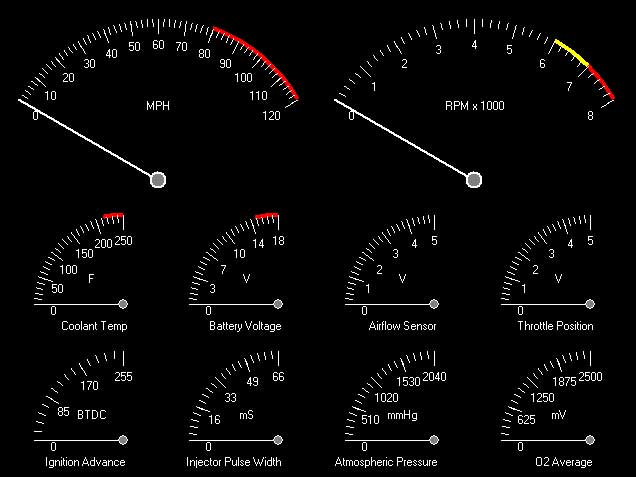 0 10 20 30 40 50 60 70 80 90 100 110 120
MPH
0 1 2 3 4 5 6 7 8
RPM x 1000
0 50 100 150 200 250
F
Coolant Temp
0 3 7 10 14 18
V
Battery Voltage
0 1 2 3 4 5
V
Airflow Sensor
0 1 2 3 4 5
V
Throttle Position
0 85 170 255
BTDC
Ignition Advance
0 16 33 49 66
mS
Injector Pulse Width
0 510 1020 1530 2040
mmHg
Atmospheric Pressure
0 625 1250 1875 2500
mV
O2 Average